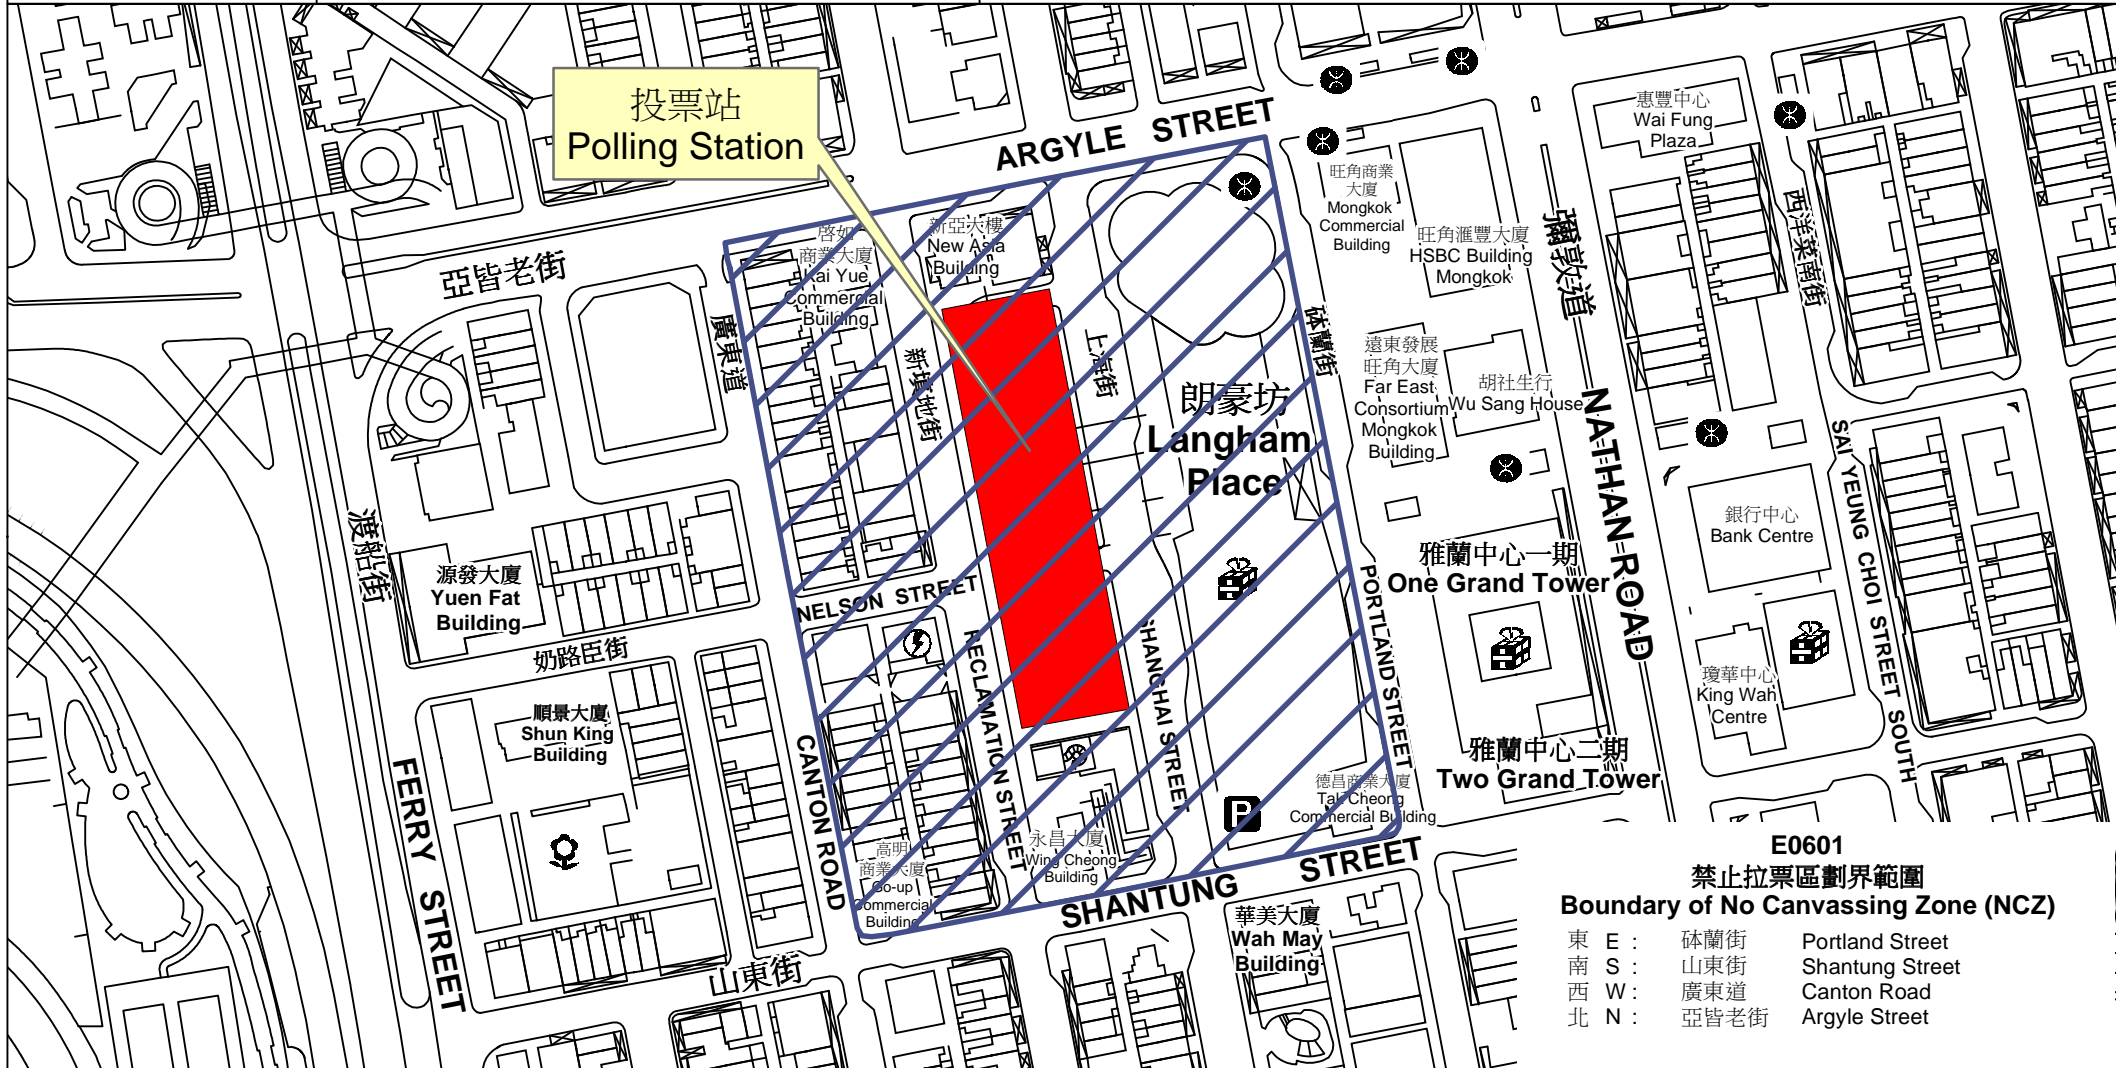 投票站
Polling Station
ARGYLE STREET
亞皆老街
惠豐中心
Wai Fung
Plaza
旺角商業
大廈
Mongkok
Commercial
Building
旺角滙豐大廈
HSBC Building
Mongkok
彌敦道
西洋菜南街
啓如
商業大廈
Kai Yue
Commercial
Building
新亞大樓
New Asia
Building
廣東道
新填地街
上海街
砵蘭街
朗豪坊
Langham
Place
遠東發展
旺角大廈
Far East
Consortium
Mongkok
Building
胡社生行
Wu Sang House
NATHAN ROAD
SAI YEUNG CHOI STREET SOUTH
銀行中心
Bank Centre
渡船街
源發大廈
Yuen Fat
Building
奶路臣街
NELSON STREET
雅蘭中心一期
One Grand Tower
PORTLAND STREET
RECLAMATION STREET
SHANGHAI STREET
瓊華中心
King Wah
Centre
順景大廈
Shun King
Building
雅蘭中心二期
Two Grand Tower
FERRY STREET
CANTON ROAD
德昌商業大廈
Tak Cheong
Commercial Building
P
高明
商業大廈
Go-up
Commercial
Building
永昌大廈
Wing Cheong
Building
SHANTUNG STREET
山東街
華美大廈
Wah May
Building
E0601
禁止拉票區劃界範圍
Boundary of No Canvassing Zone (NCZ)
東 E : 砵蘭街 Portland Street
南 S : 山東街 Shantung Street
西 W : 廣東道 Canton Road
北 N : 亞皆老街 Argyle Street